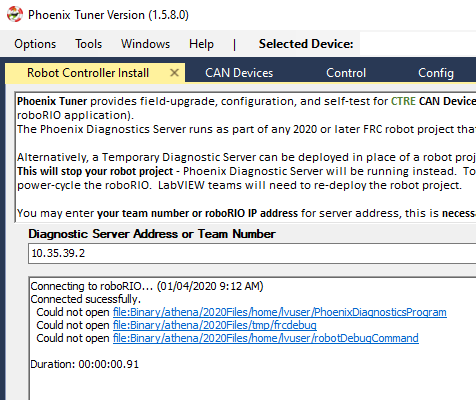 Phoenix Tuner Version (1.5.8.0)
Options Tools Windows Help | Selected Device:
Robot Controller Install ✕ CAN Devices Control Config
Phoenix Tuner provides field-upgrade, configuration, and self-test for CTRE CAN Device
roboRIO application).
The Phoenix Diagnostics Server runs as part of any 2020 or later FRC robot project tha
Alternatively, a Temporary Diagnostic Server can be deployed in place of a robot proj
This will stop your robot project - Phoenix Diagnostic Server will be running instead. To
power-cycle the roboRIO. LabVIEW teams will need to re-deploy the robot project.
You may enter your team number or roboRIO IP address for server address, this is necess
Diagnostic Server Address or Team Number
10.35.39.2
Connecting to roboRIO... (01/04/2020 9:12 AM)
Connected sucessfully.
Could not open file:Binary/athena/2020Files/home/lvuser/PhoenixDiagnosticsProgram
Could not open file:Binary/athena/2020Files/tmp/frcdebug
Could not open file:Binary/athena/2020Files/home/lvuser/robotDebugCommand
Duration: 00:00:00.91